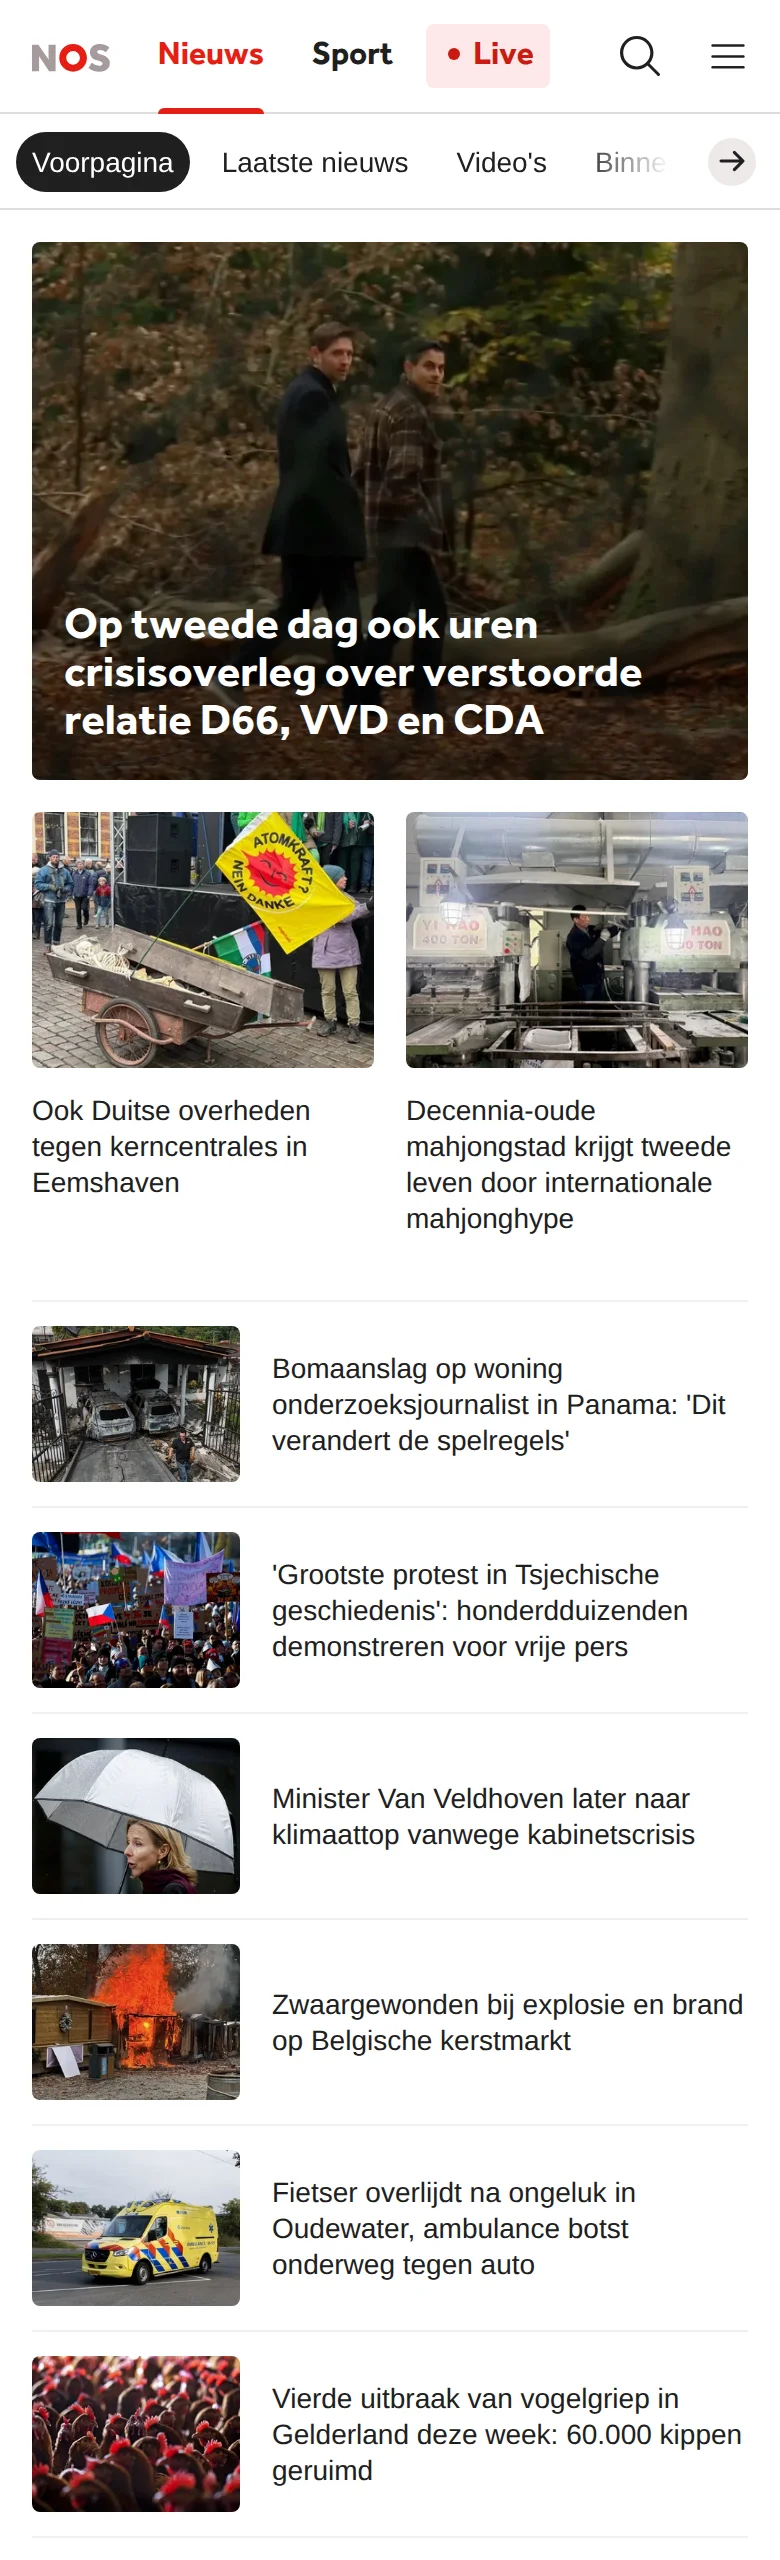 NOS
Nieuws
Sport
Live
Voorpagina
Laatste nieuws
Video's
Binne
Op tweede dag ook uren
crisisoverleg over verstoorde
relatie D66, VVD en CDA
ATOMKRAFT?
NEIN DANKE
YI HAO
400 TON
HAO
TON
Ook Duitse overheden
tegen kerncentrales in
Eemshaven
Decennia-oude
mahjongstad krijgt tweede
leven door internationale
mahjonghype
Bomaanslag op woning
onderzoeksjournalist in Panama: 'Dit
verandert de spelregels'
'Grootste protest in Tsjechische
geschiedenis': honderdduizenden
demonstreren voor vrije pers
Minister Van Veldhoven later naar
klimaattop vanwege kabinetscrisis
Zwaargewonden bij explosie en brand
op Belgische kerstmarkt
Fietser overlijdt na ongeluk in
Oudewater, ambulance botst
onderweg tegen auto
Vierde uitbraak van vogelgriep in
Gelderland deze week: 60.000 kippen
geruimd